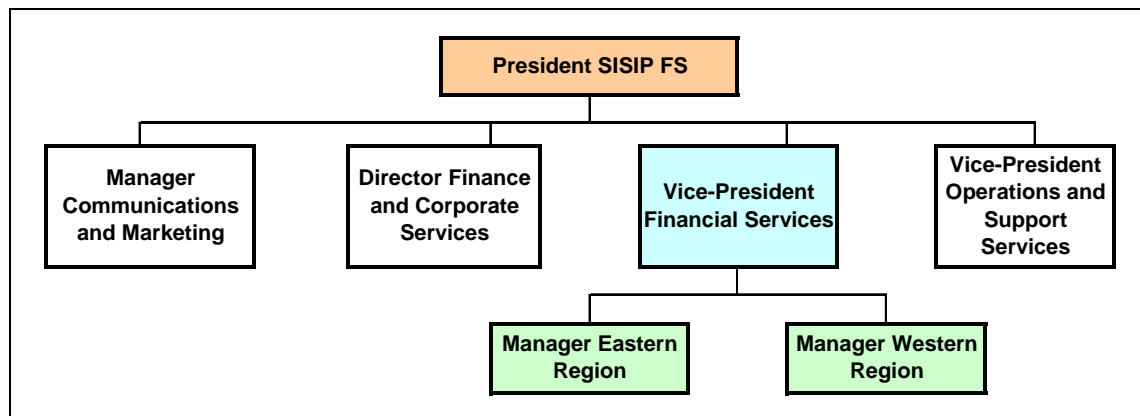 President SISIP FS
Manager
Communications
and Marketing
Director Finance
and Corporate
Services
Vice-President
Financial Services
Vice-President
Operations and
Support
Services
Manager Eastern
Region
Manager Western
Region